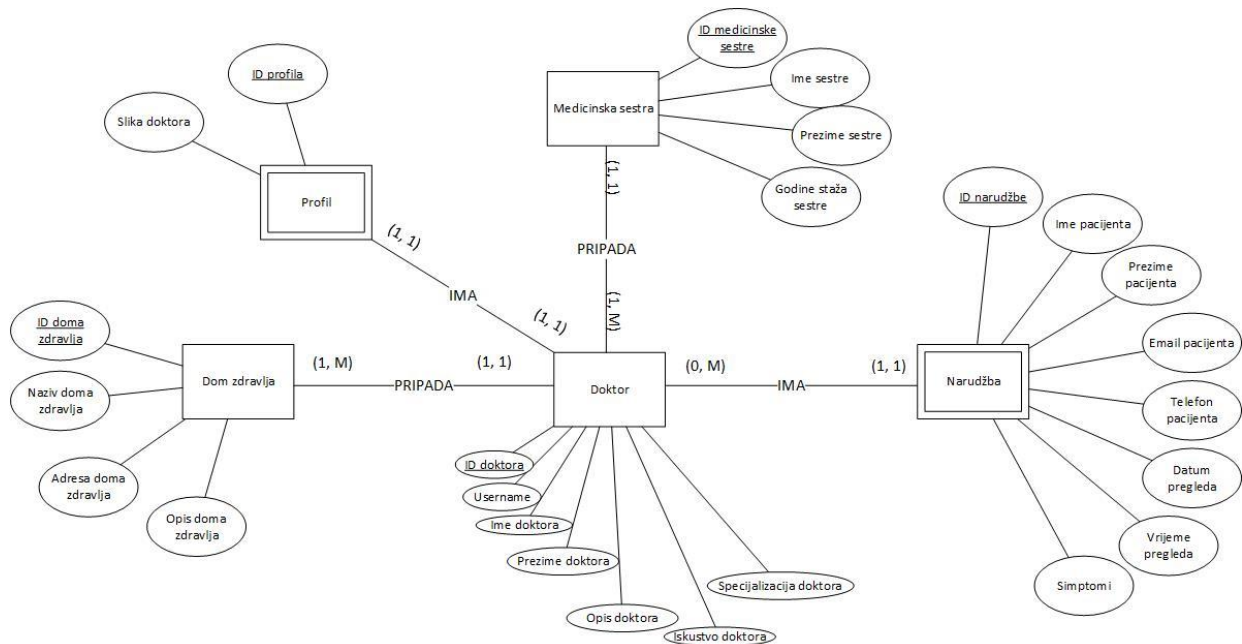 ID medicinske
sestre
Ime sestre
Prezime sestre
Godine staža
sestre
Medicinska sestra
ID profila
Slika doktora
Profil
(1, 1)
IMA
(1, 1)
(1, 1)
PRIPADA
(1, M)
ID doma
zdravlja
Naziv doma
zdravlja
Adresa doma
zdravlja
Opis doma
zdravlja
Dom zdravlja
(1, M)
PRIPADA
(1, 1)
Doktor
(0, M)
IMA
(1, 1)
Narudžba
ID narudžbe
Ime pacijenta
Prezime
pacijenta
Email pacijenta
Telefon
pacijenta
Datum
pregleda
Vrijeme
pregleda
Simptomi
ID doktora
Username
Ime doktora
Prezime doktora
Opis doktora
Iskustvo doktora
Specijalizacija doktora